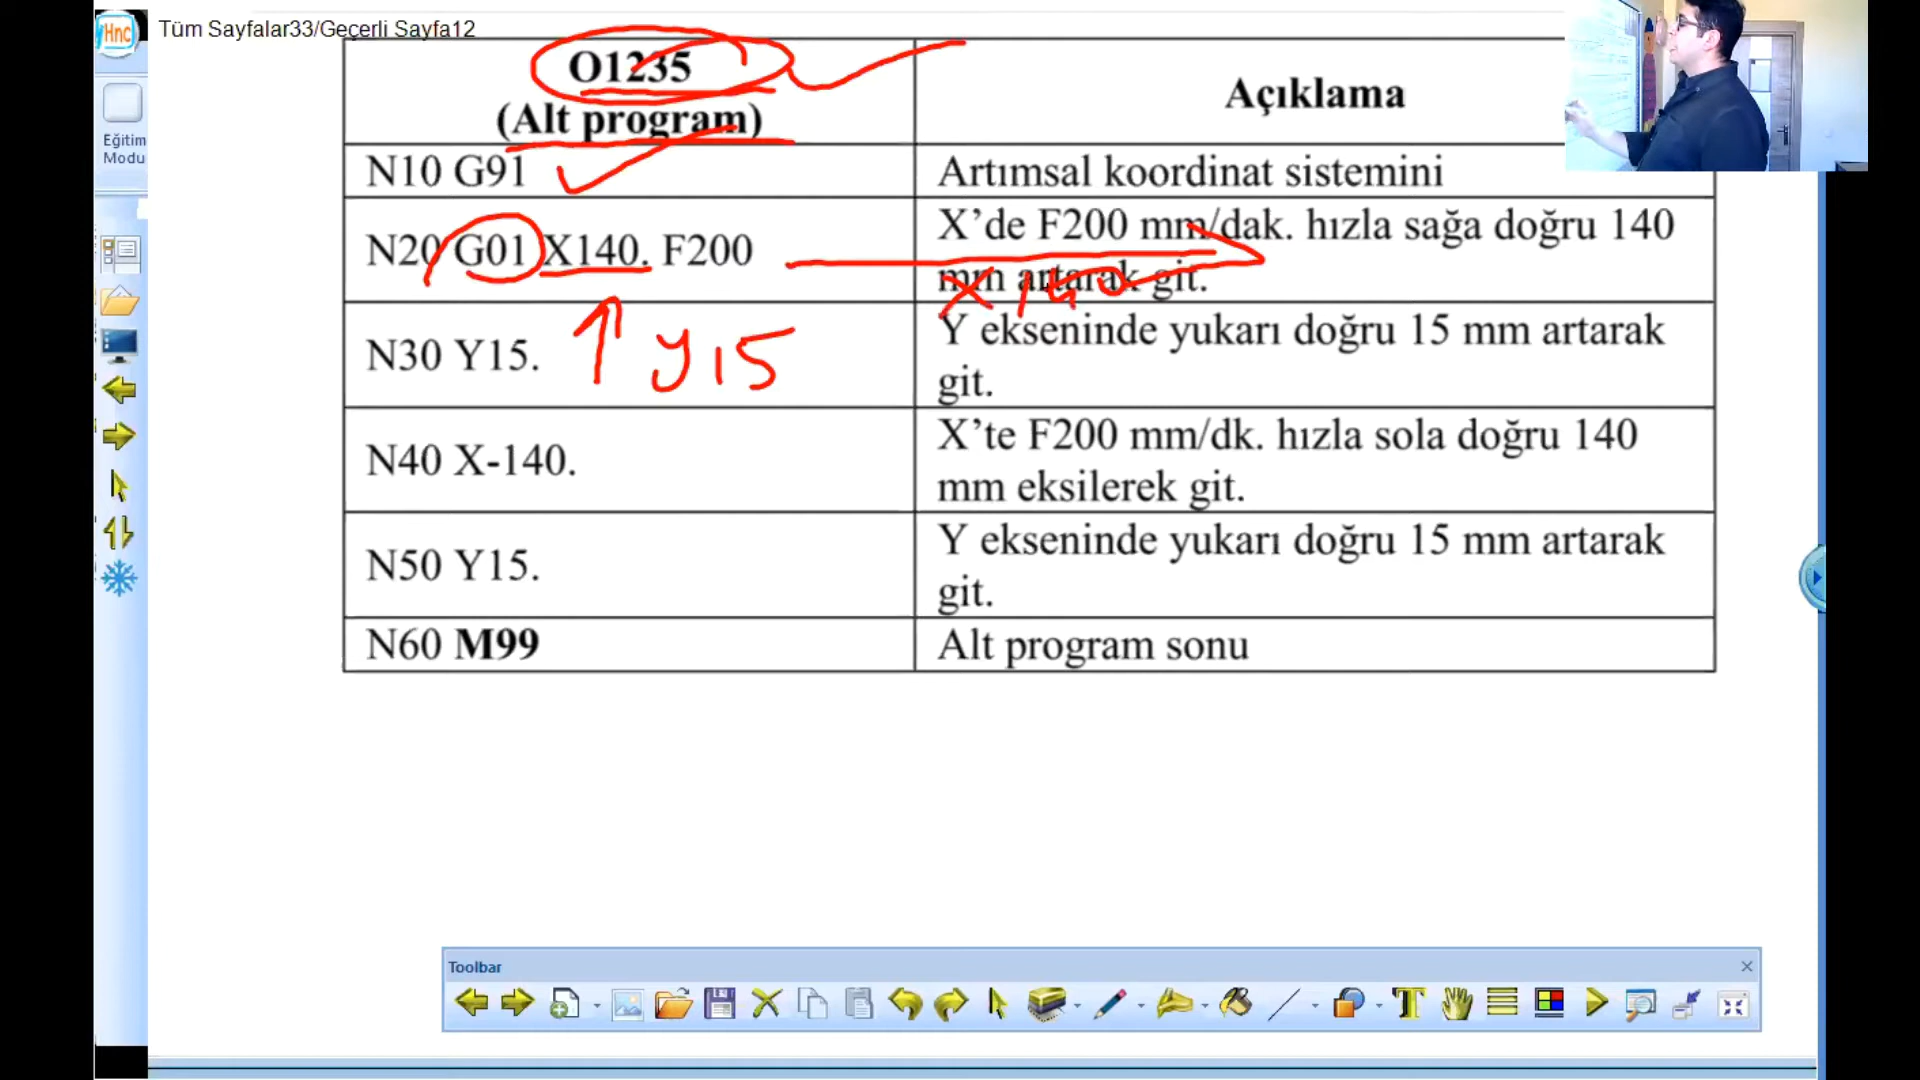 Hnc
Tüm Sayfalar33/Geçerli Sayfa12
Eğitim
Modu
O1235
(Alt program)
Açıklama
N10 G91
Artımsal koordinat sistemini
N20 G01 X140. F200
X’de F200 mm/dak. hızla sağa doğru 140
mm artarak git.
X 140
N30 Y15.
y 15
Y ekseninde yukarı doğru 15 mm artarak
git.
N40 X-140.
X’te F200 mm/dk. hızla sola doğru 140
mm eksilerek git.
N50 Y15.
Y ekseninde yukarı doğru 15 mm artarak
git.
N60 M99
Alt program sonu
Toolbar